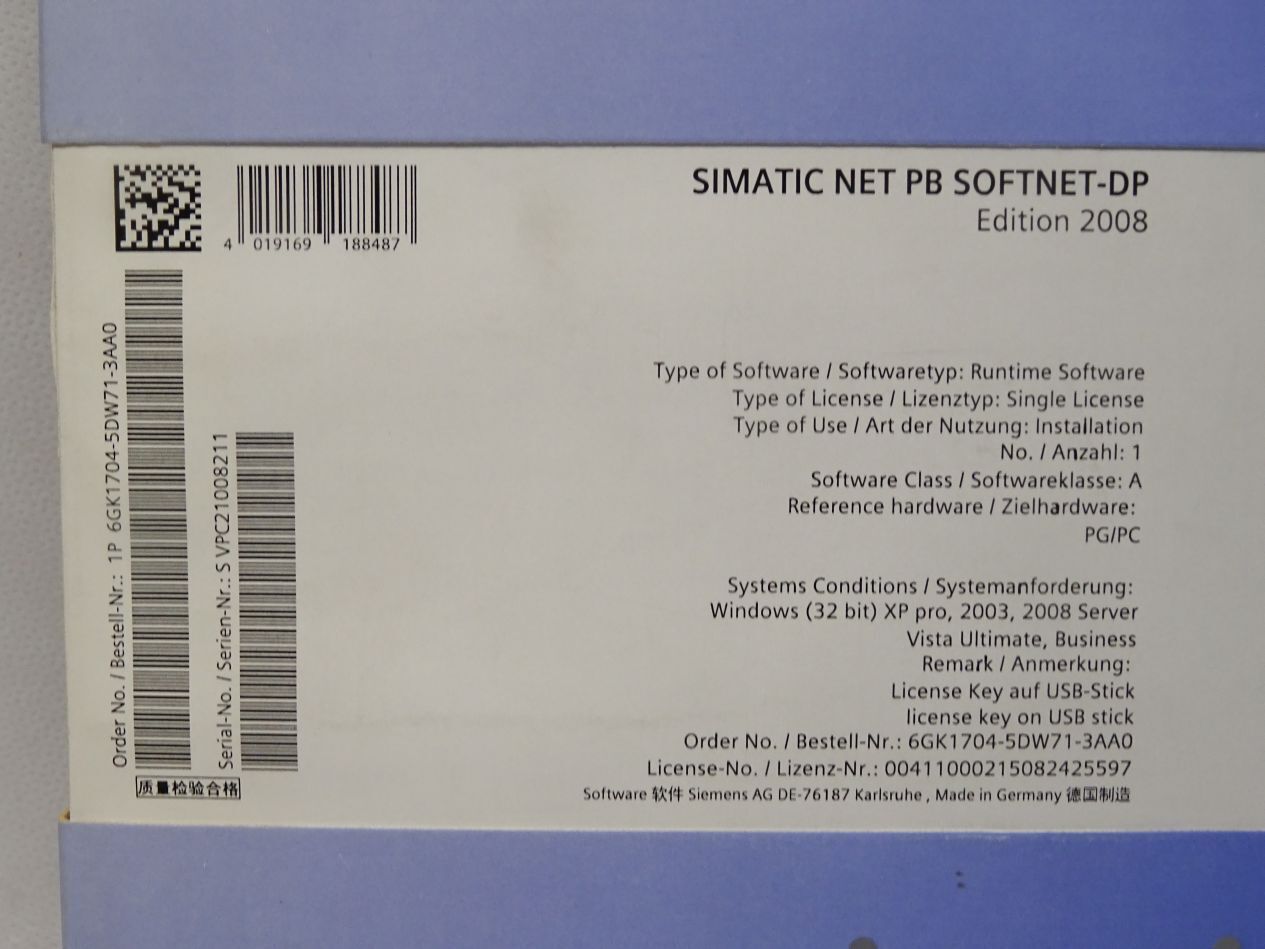 SIMATIC NET PB SOFTNET-DP
Edition 2008
4 019169 188487
Order No. / Bestell-Nr.: 1P 6GK1704-5DW71-3AA0
Serial-No. / Serien-Nr.: S VPC21008211
质量检验合格
Type of Software / Softwaretyp: Runtime Software
Type of License / Lizenztyp: Single License
Type of Use / Art der Nutzung: Installation
No. / Anzahl: 1
Software Class / Softwareklasse: A
Reference hardware / Zielhardware:
PG/PC
Systems Conditions / Systemanforderung:
Windows (32 bit) XP pro, 2003, 2008 Server
Vista Ultimate, Business
Remark / Anmerkung:
License Key auf USB-Stick
license key on USB stick
Order No. / Bestell-Nr.: 6GK1704-5DW71-3AA0
License-No. / Lizenz-Nr.: 00411000215082425597
Software 软件 Siemens AG DE-76187 Karlsruhe , Made in Germany 德国制造